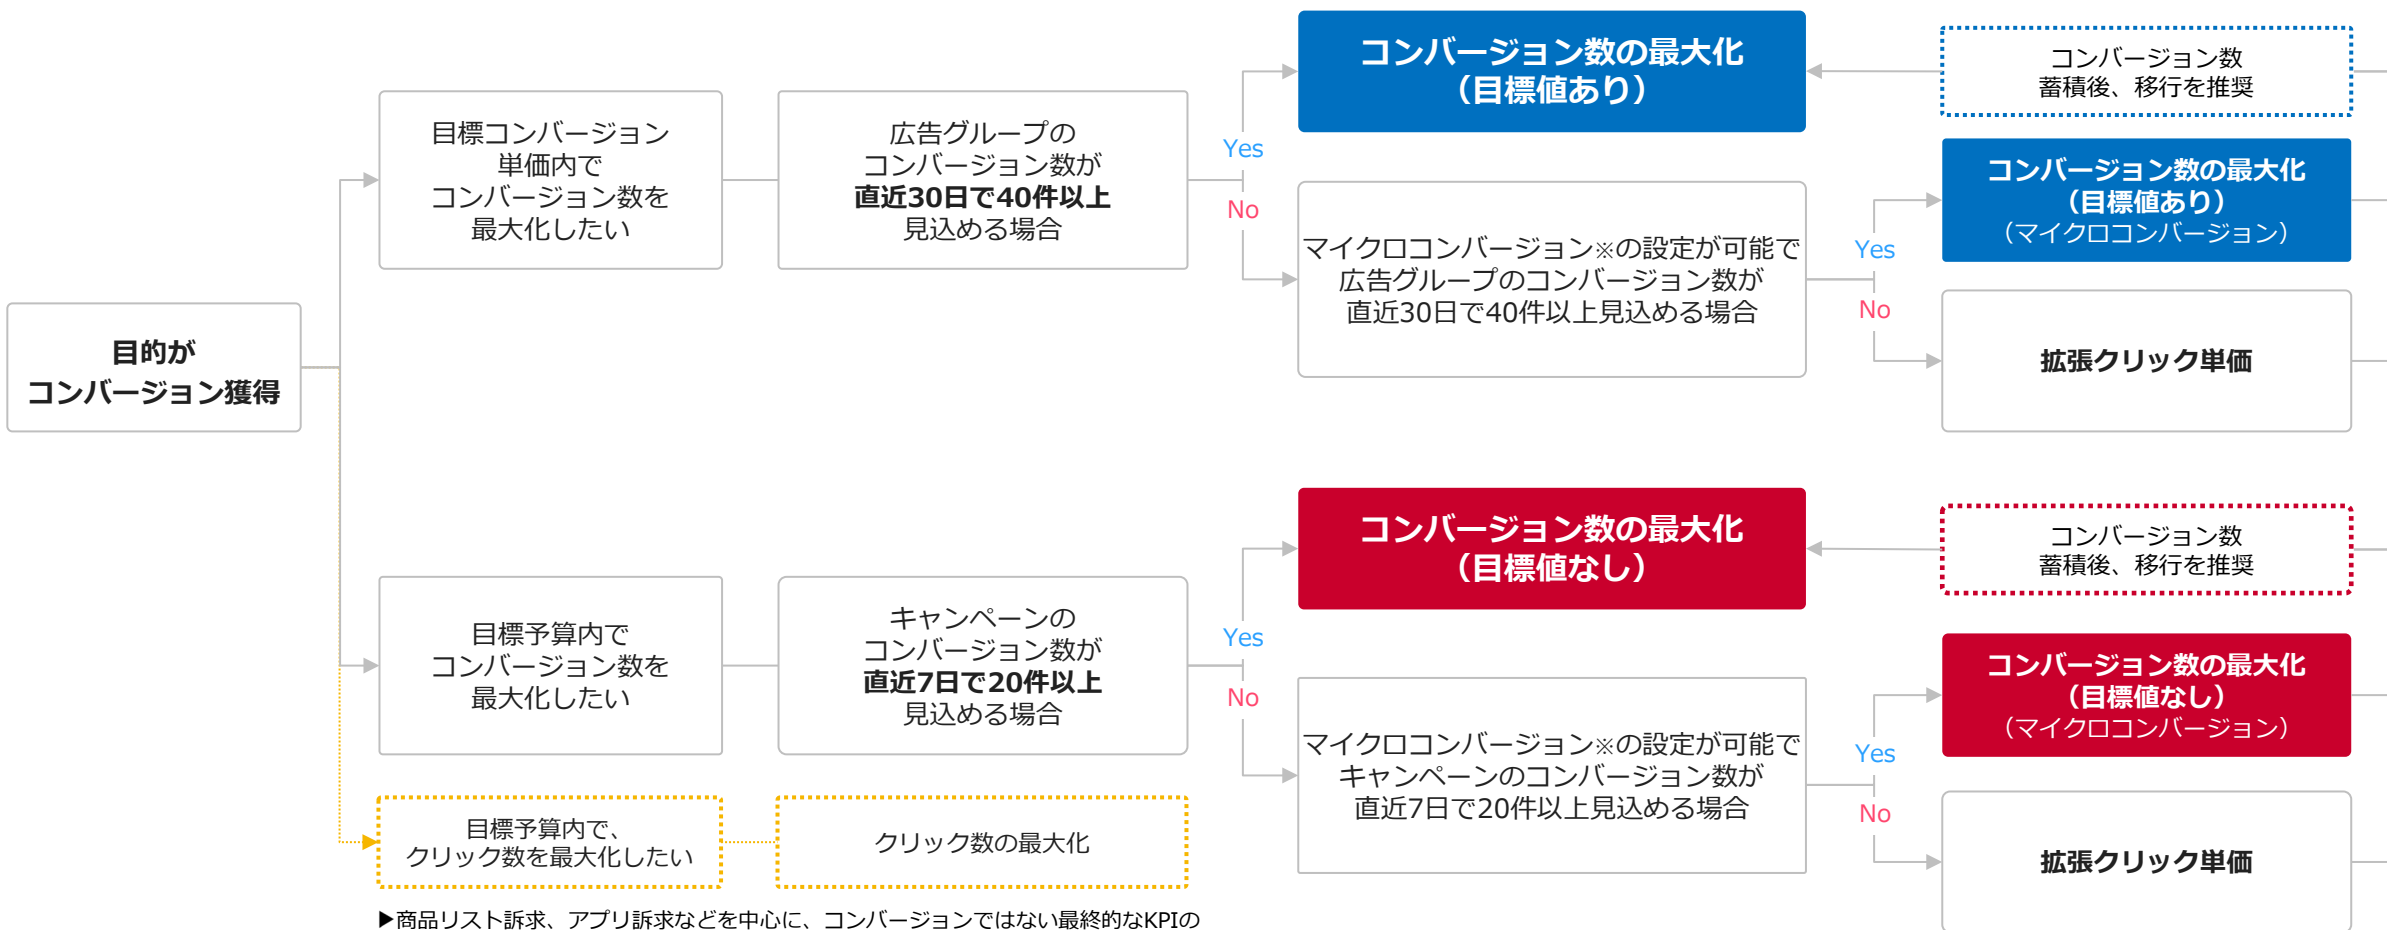 目的が
コンバージョン獲得
目標コンバージョン
単価内で
コンバージョン数を
最大化したい
広告グループの
コンバージョン数が
直近30日で40件以上
見込める場合
Yes
No
コンバージョン数の最大化
（目標値あり）
マイクロコンバージョン※の設定が可能で
広告グループのコンバージョン数が
直近30日で40件以上見込める場合
Yes
No
コンバージョン数
蓄積後、移行を推奨
コンバージョン数の最大化
（目標値あり）
（マイクロコンバージョン）
拡張クリック単価
目標予算内で
コンバージョン数を
最大化したい
キャンペーンの
コンバージョン数が
直近7日で20件以上
見込める場合
Yes
No
コンバージョン数の最大化
（目標値なし）
マイクロコンバージョン※の設定が可能で
キャンペーンのコンバージョン数が
直近7日で20件以上見込める場合
Yes
No
コンバージョン数
蓄積後、移行を推奨
コンバージョン数の最大化
（目標値なし）
（マイクロコンバージョン）
拡張クリック単価
目標予算内で、
クリック数を最大化したい
クリック数の最大化
▶商品リスト訴求、アプリ訴求などを中心に、コンバージョンではない最終的なKPIの